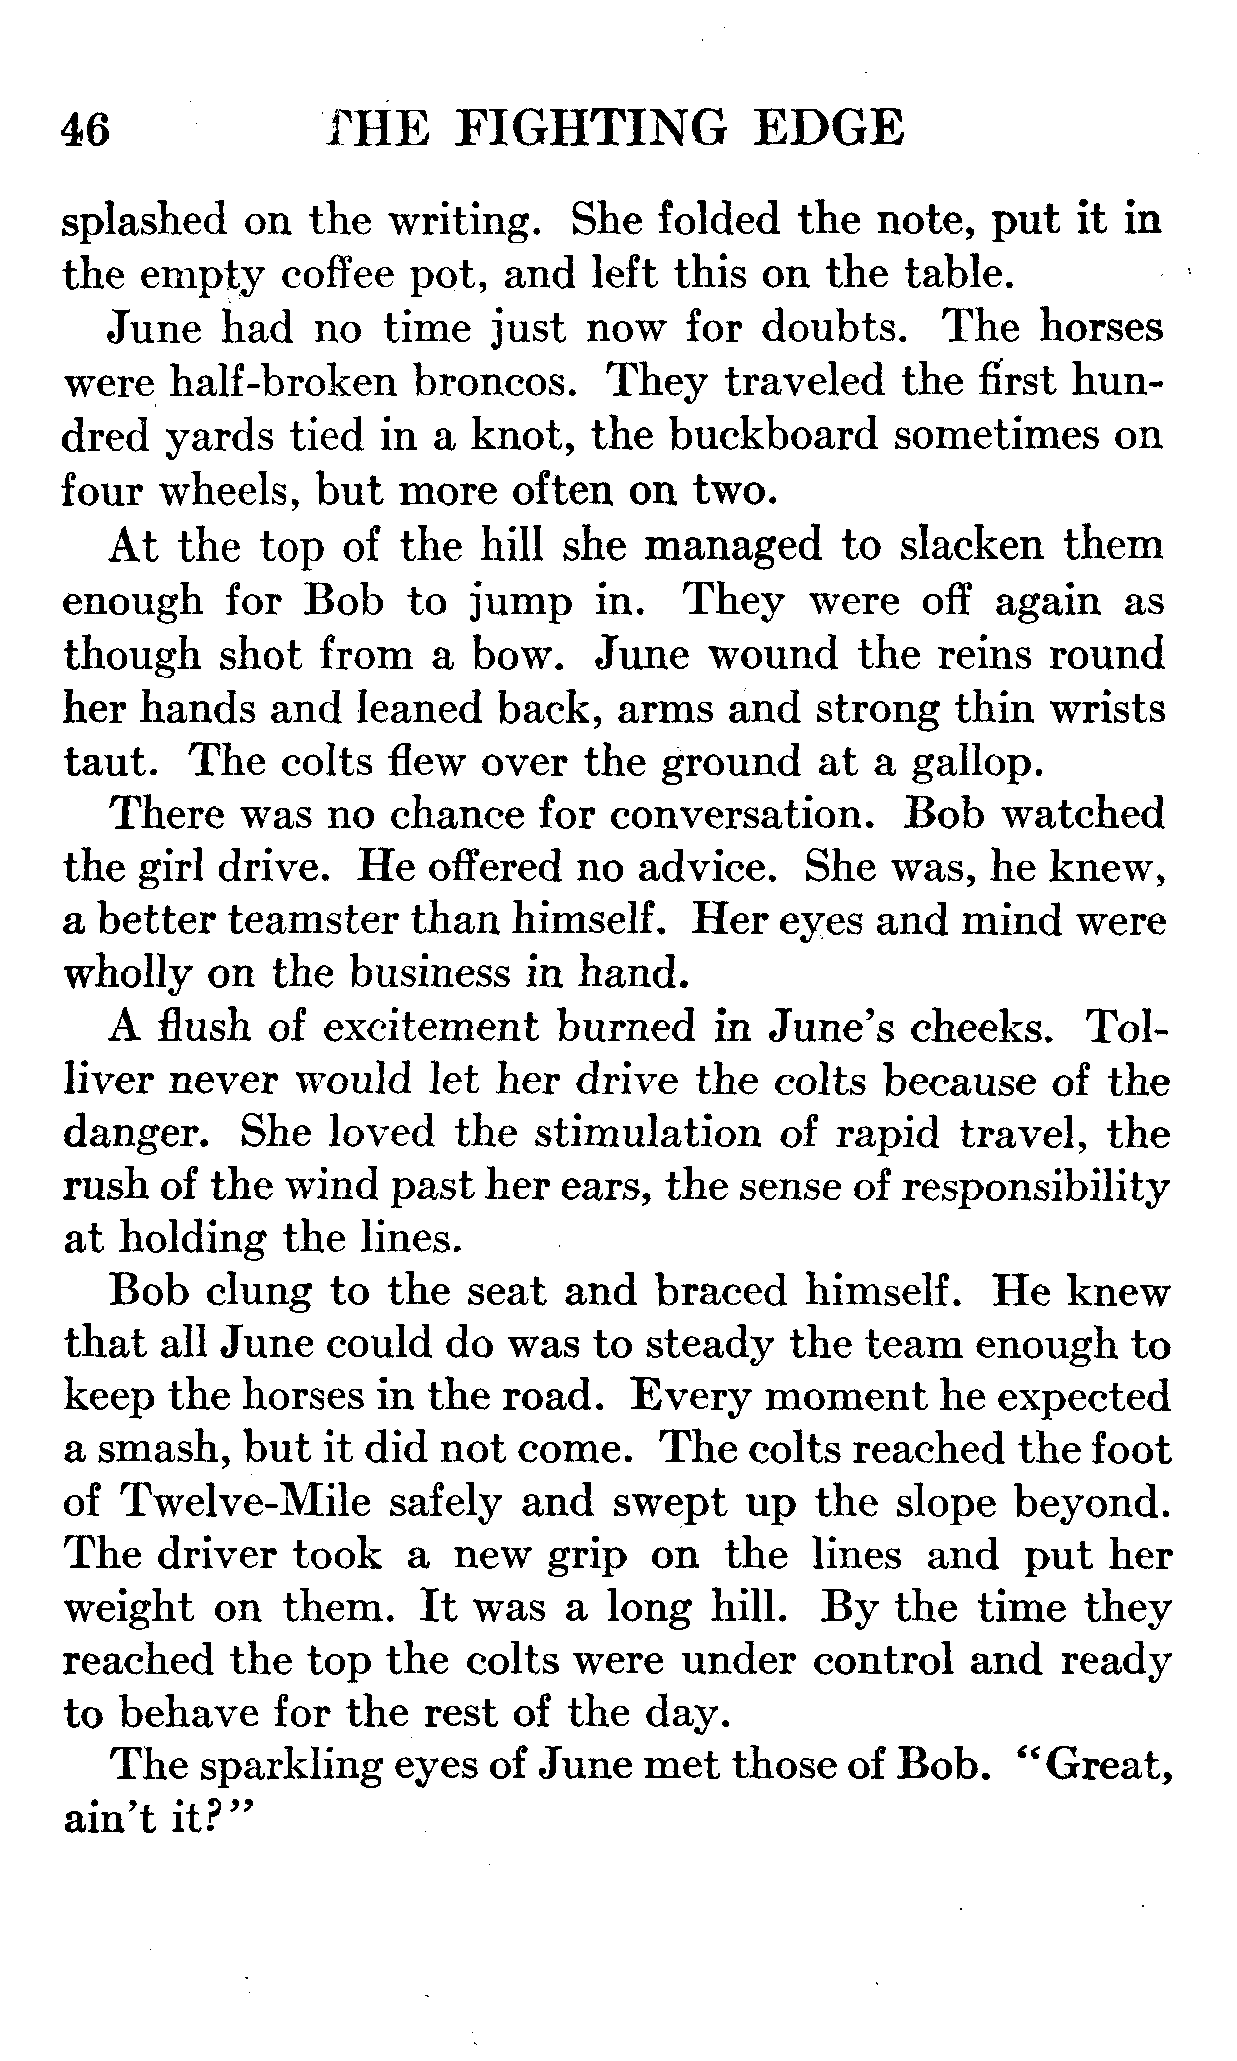 46 THE FIGHTING EDGE
splashed on the writing. She folded the note, put it in
the empty coffee pot, and left this on the table.
June had no time just now for doubts. The horses
were half-broken broncos. They traveled the first hun-
dred yards tied in a knot, the buckboard sometimes on
four wheels, but more often on two.
At the top of the hill she managed to slacken them
enough for Bob to jump in. They were off again as
though shot from a bow. June wound the reins round
her hands and leaned back, arms and strong thin wrists
taut. The colts flew over the ground at a gallop.
There was no chance for conversation. Bob watched
the girl drive. He offered no advice. She was, he knew,
a better teamster than himself. Her eyes and mind were
wholly on the business in hand.
A flush of excitement burned in June's cheeks. Tol-
liver never would let her drive the colts because of the
danger. She loved the stimulation of rapid travel, the
rush of the wind past her ears, the sense of responsibility
at holding the lines.
Bob clung to the seat and braced himself. He knew
that all June could do was to steady the team enough to
keep the horses in the road. Every moment he expected
a smash, but it did not come. The colts reached the foot
of Twelve-Mile safely and swept up the slope beyond.
The driver took a new grip on the lines and put her
weight on them. It was a long hill. By the time they
reached the top the colts were under control and ready
to behave for the rest of the day.
The sparkling eyes of June met those of Bob. "Great,
ain't it?"